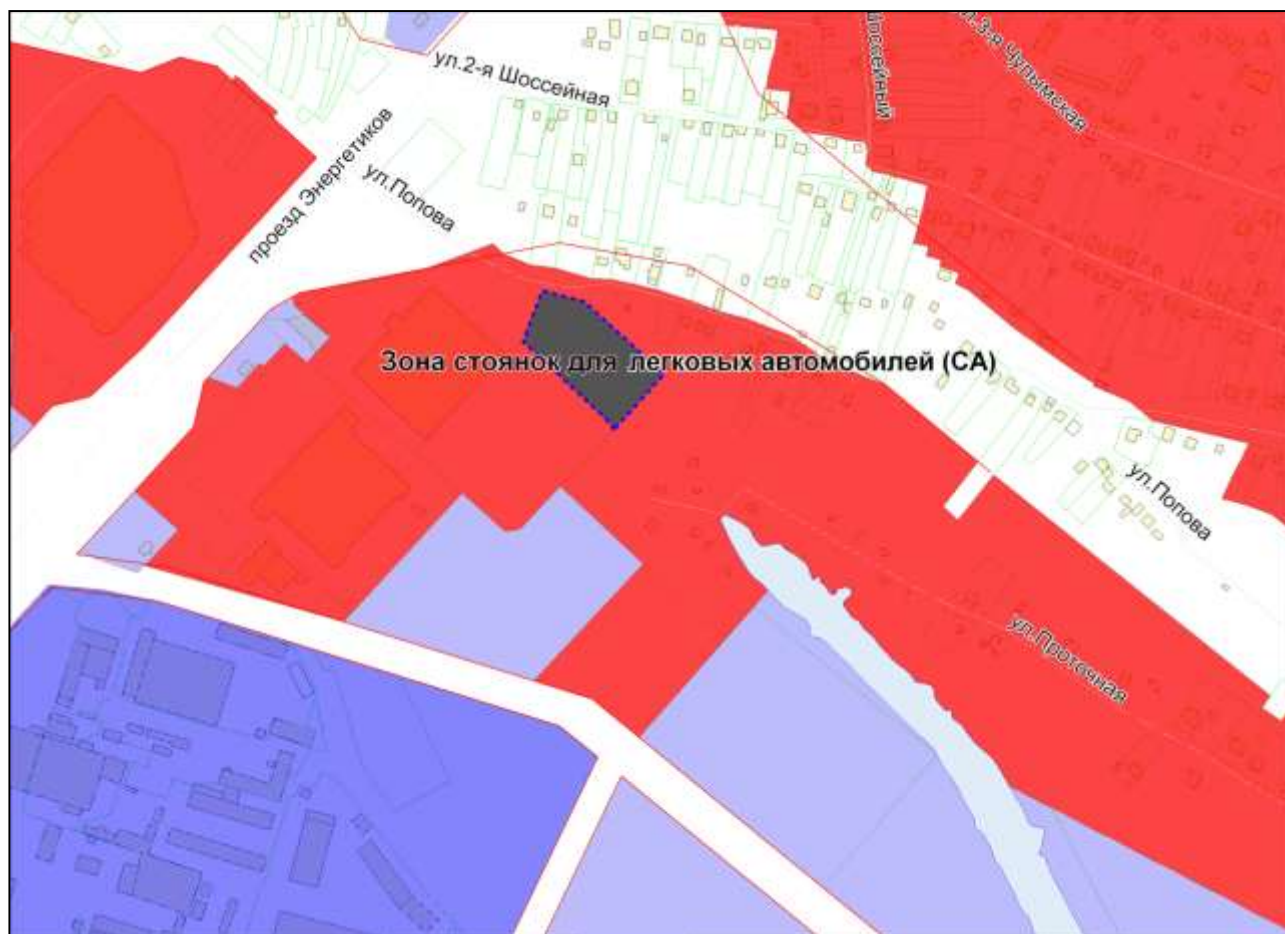 ул.2-я Шоссейная
Шоссейный
ул.3-я Чулымская
проезд Энергетиков
ул.Попова
Зона стоянок для легковых автомобилей (СА)
ул.Попова
ул.Проточная